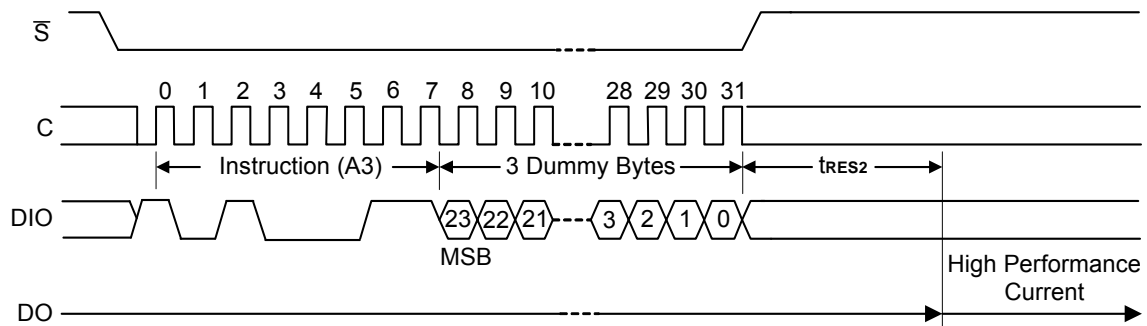 S
0 1 2 3 4 5 6 7 8 9 10 28 29 30 31
C
Instruction (A3) 3 Dummy Bytes tRES2
DIO 23 22 21 3 2 1 0
MSB
High Performance
Current
DO